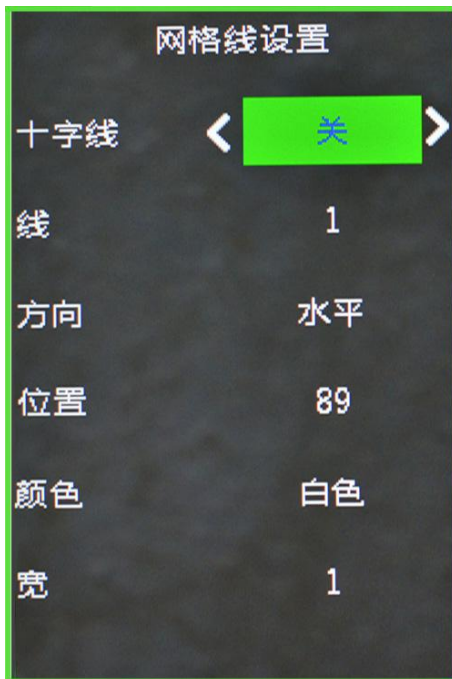 网格线设置
十字线 关
线 1
方向 水平
位置 89
颜色 白色
宽 1